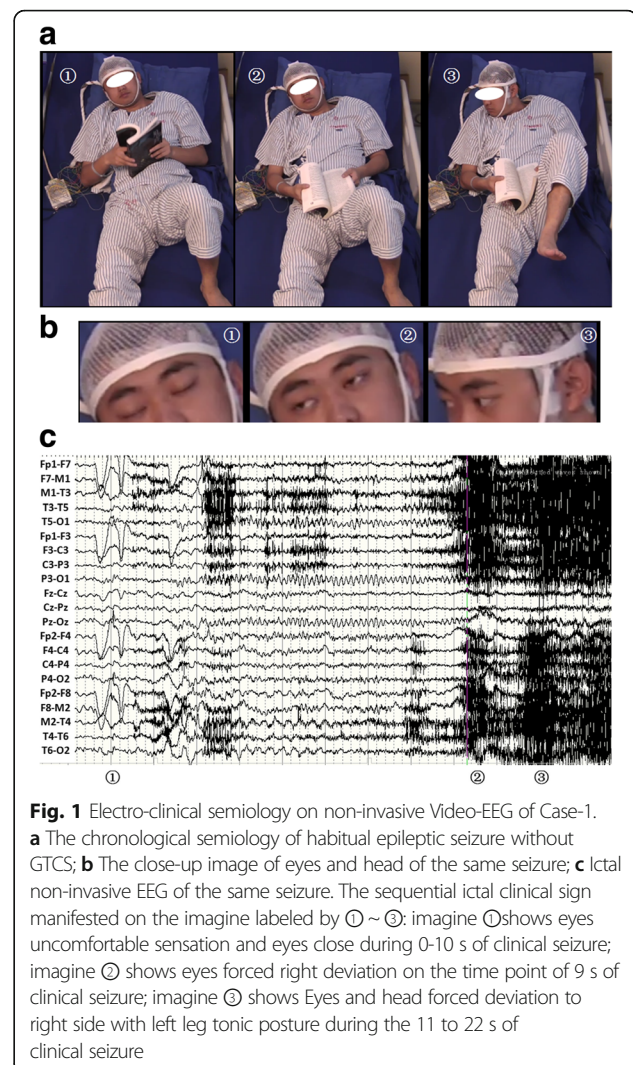 a
① ② ③
b
① ② ③
c
Fp1-F7
F7-M1
M1-T3
T3-T5
T5-O1
Fp1-F3
F3-C3
C3-P3
P3-O1
Fz-Cz
Cz-Pz
Pz-Oz
Fp2-F4
F4-C4
C4-P4
P4-O2
Fp2-F8
F8-M2
M2-T4
T4-T6
T6-O2
① ② ③
Fig. 1 Electro-clinical semiology on non-invasive Video-EEG of Case-1.
a The chronological semiology of habitual epileptic seizure without
GTCS; b The close-up image of eyes and head of the same seizure; c Ictal
non-invasive EEG of the same seizure. The sequential ictal clinical sign
manifested on the imagine labeled by ① ~ ③: imagine ①shows eyes
uncomfortable sensation and eyes close during 0-10 s of clinical seizure;
imagine ② shows eyes forced right deviation on the time point of 9 s of
clinical seizure; imagine ③ shows Eyes and head forced deviation to
right side with left leg tonic posture during the 11 to 22 s of
clinical seizure